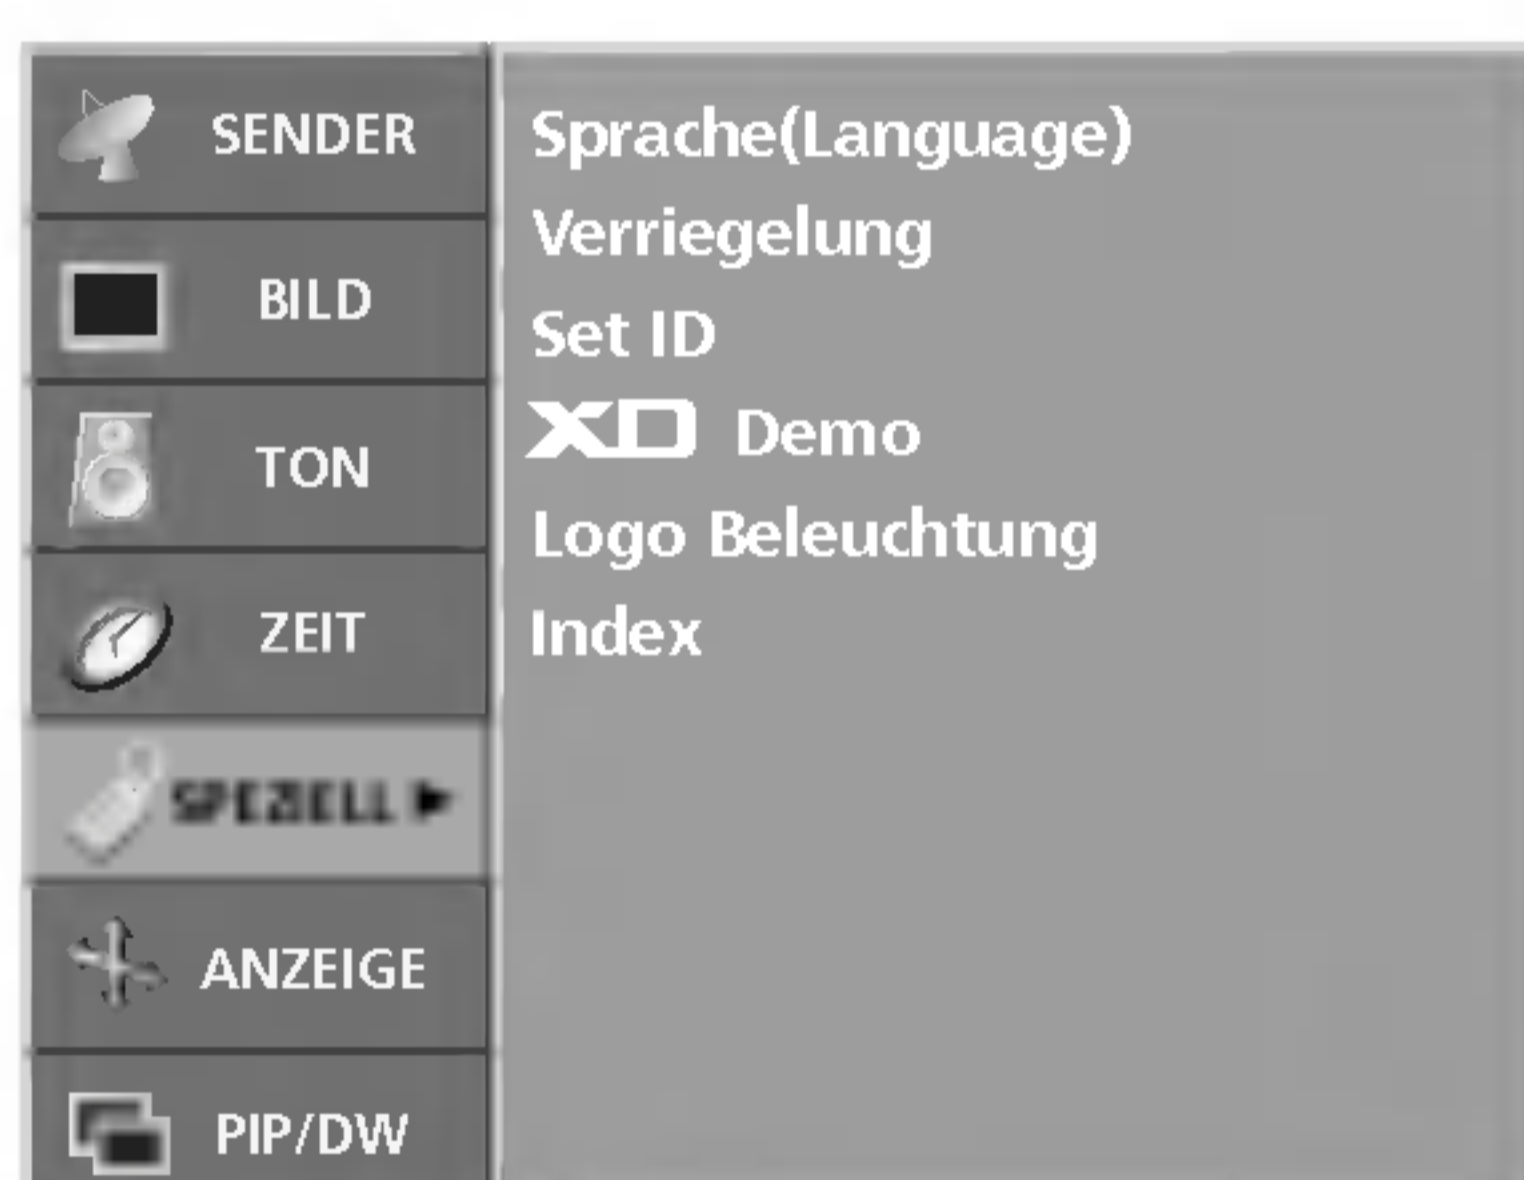 SENDER
BILD
TON
ZEIT
SPEZIELL ►
ANZEIGE
PIP/DW
Sprache(Language)
Verriegelung
Set ID
XD Demo
Logo Beleuchtung
Index